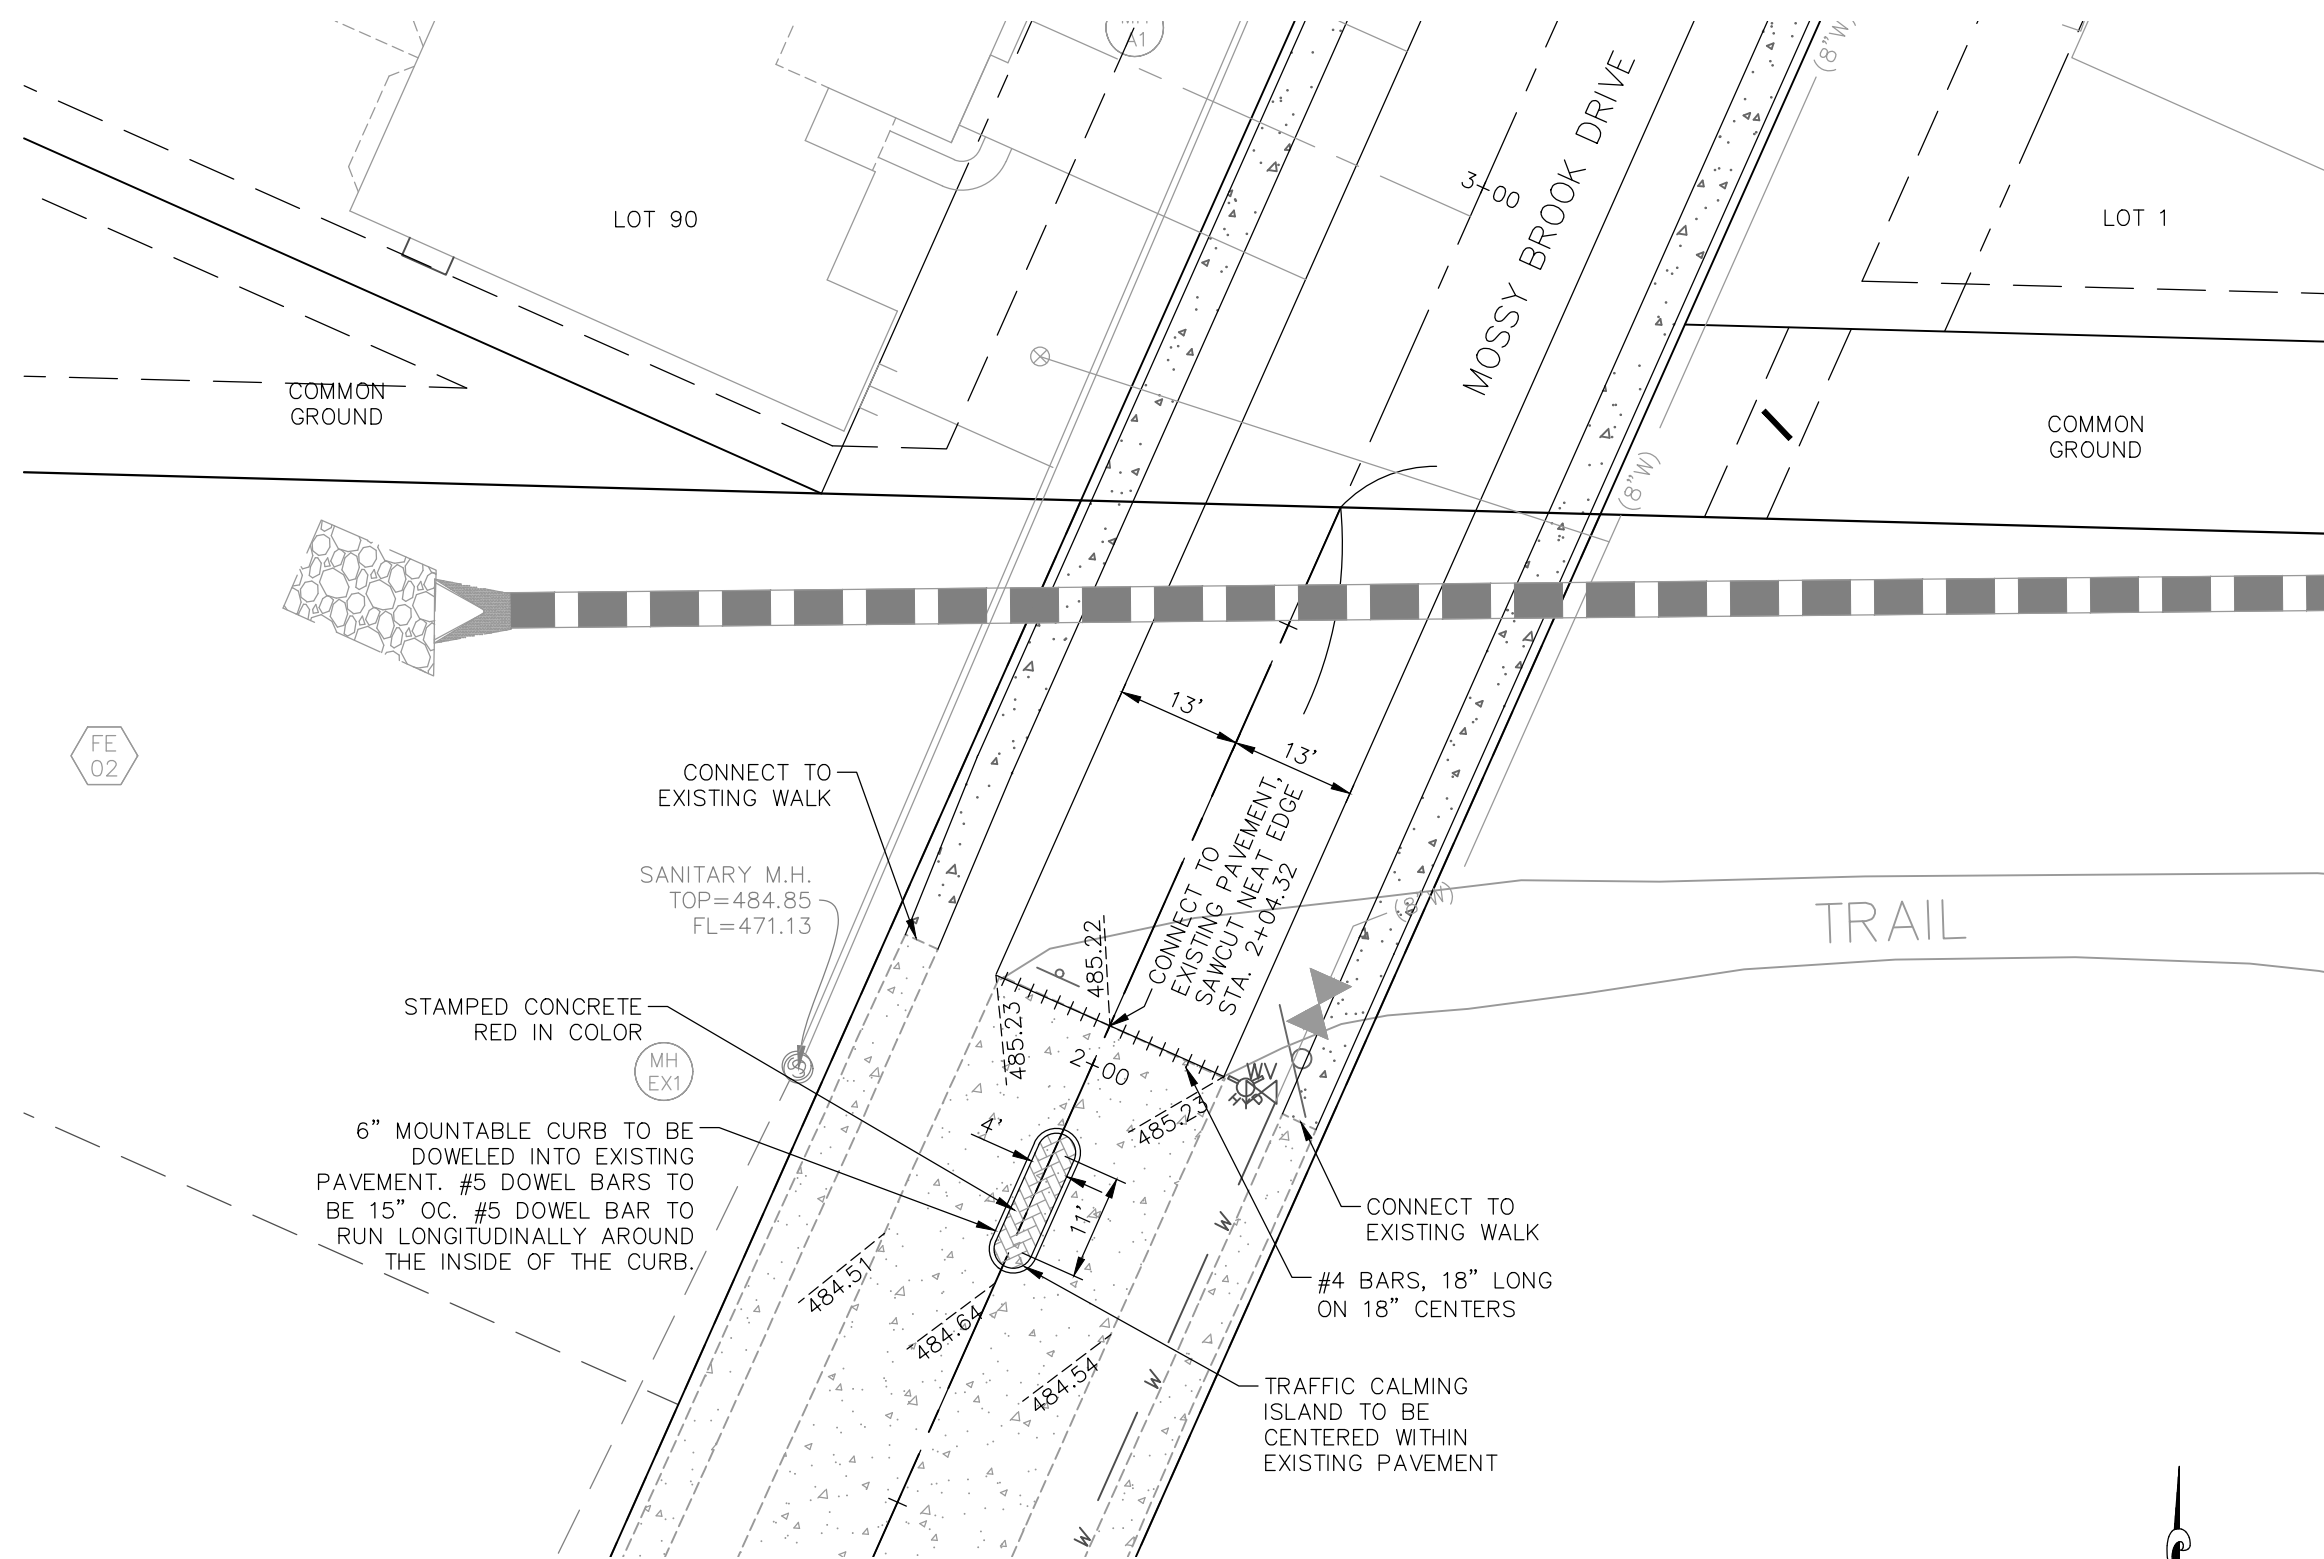 A1
(8"W)
MOSSY BROOK DRIVE
3+00
LOT 90
LOT 1
COMMON
GROUND
COMMON
GROUND
(8"W)
13'
13'
FE
02
CONNECT TO
EXISTING WALK
CONNECT TO
EXISTING PAVEMENT,
SAWCUT NEAT EDGE
STA. 2+04.32
SANITARY M.H.
TOP=484.85
FL=471.13
(8"W)
TRAIL
485.22
485.23
STAMPED CONCRETE
RED IN COLOR
MH
EX1
2+00
WV
HYD
485.23
4'
11'
6" MOUNTABLE CURB TO BE
DOWELED INTO EXISTING
PAVEMENT. #5 DOWEL BARS TO
BE 15" OC. #5 DOWEL BAR TO
RUN LONGITUDINALLY AROUND
THE INSIDE OF THE CURB.
CONNECT TO
EXISTING WALK
W
484.51
484.64
484.54
#4 BARS, 18" LONG
ON 18" CENTERS
W
TRAFFIC CALMING
ISLAND TO BE
CENTERED WITHIN
EXISTING PAVEMENT
W
S